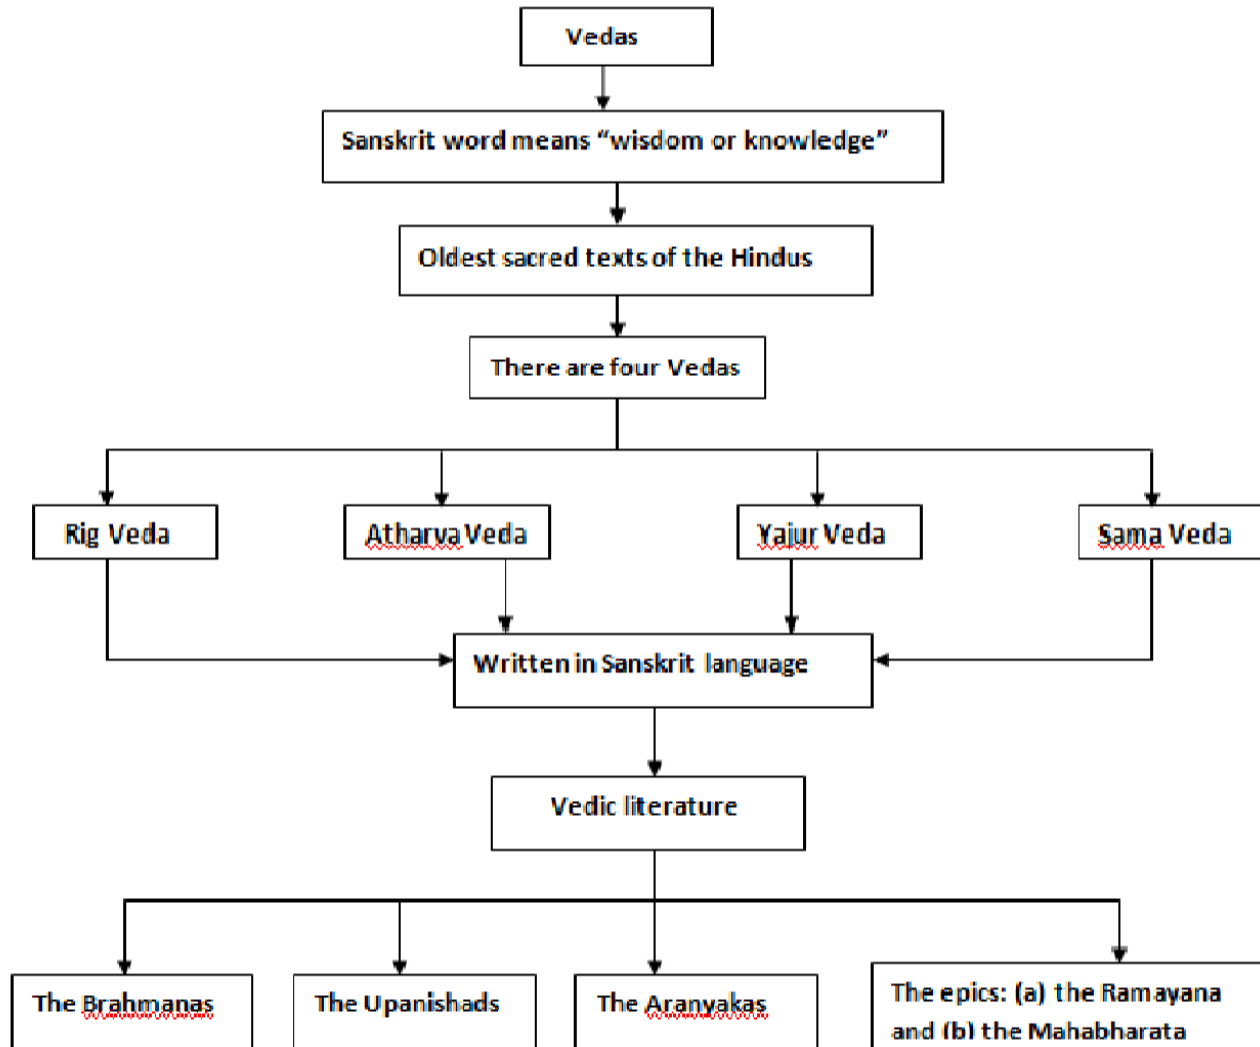 Vedas
Sanskrit word means “wisdom or knowledge”
Oldest sacred texts of the Hindus
There are four Vedas
Rig Veda
Atharva Veda
Yajur Veda
Sama Veda
Written in Sanskrit language
Vedic literature
The Brahmanas
The Upanishads
The Aranyakas
The epics: (a) the Ramayana
and (b) the Mahabharata